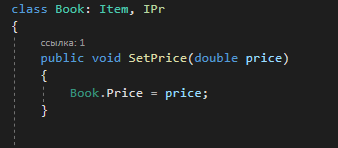 class Book: Item, IPr
{
ссылка: 1
public void SetPrice(double price)
{
Book.Price = price;
}